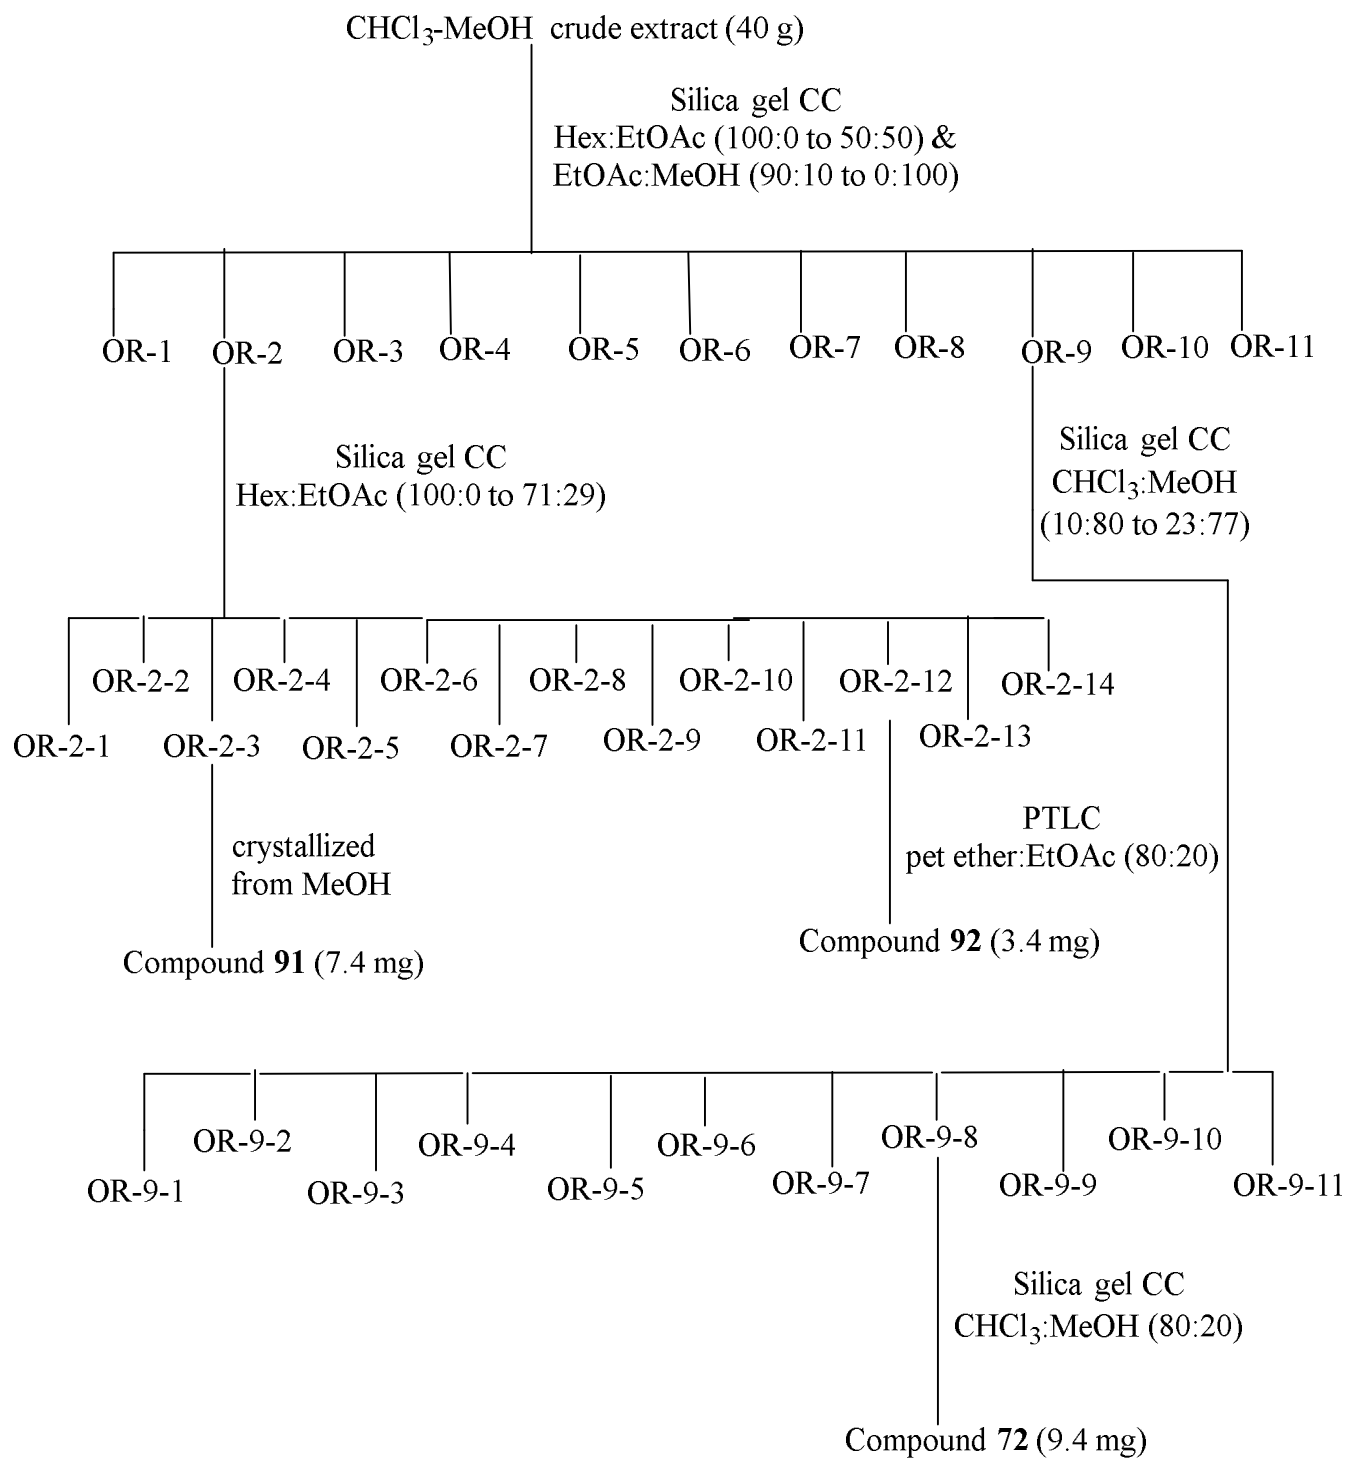 CHCl3-MeOH crude extract (40 g)
Silica gel CC
Hex:EtOAc (100:0 to 50:50) &
EtOAc:MeOH (90:10 to 0:100)
OR-1 OR-2 OR-3 OR-4 OR-5 OR-6 OR-7 OR-8 OR-9 OR-10 OR-11
Silica gel CC
Hex:EtOAc (100:0 to 71:29)
Silica gel CC
CHCl3:MeOH
(10:80 to 23:77)
OR-2-2 OR-2-4 OR-2-6 OR-2-8 OR-2-10 OR-2-12 OR-2-14
OR-2-1 OR-2-3 OR-2-5 OR-2-7 OR-2-9 OR-2-11 OR-2-13
crystallized
from MeOH
Compound 91 (7.4 mg)
PTLC
pet ether:EtOAc (80:20)
Compound 92 (3.4 mg)
OR-9-2 OR-9-4 OR-9-6 OR-9-8 OR-9-10
OR-9-1 OR-9-3 OR-9-5 OR-9-7 OR-9-9 OR-9-11
Silica gel CC
CHCl3:MeOH (80:20)
Compound 72 (9.4 mg)